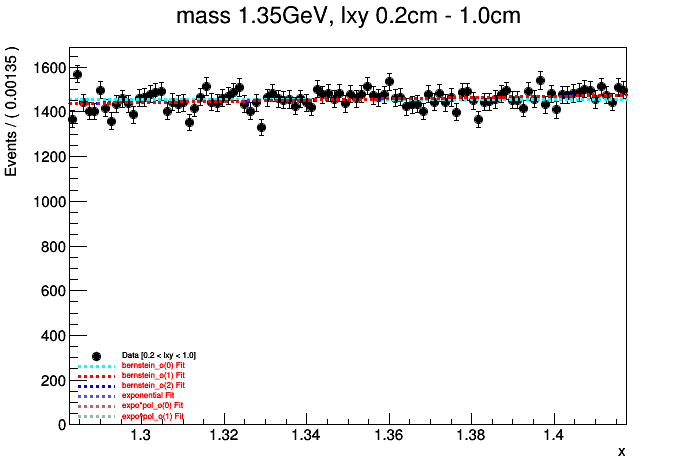 mass 1.35GeV, lxy 0.2cm - 1.0cm
Events / ( 0.00135 )
1600
1400
1200
1000
800
600
400
200
0
Data [0.2 < lxy < 1.0]
bernstein_o(0) Fit
bernstein_o(1) Fit
bernstein_o(2) Fit
exponential Fit
expo*pol_o(0) Fit
expo*pol_o(1) Fit
1.3 1.32 1.34 1.36 1.38 1.4
x